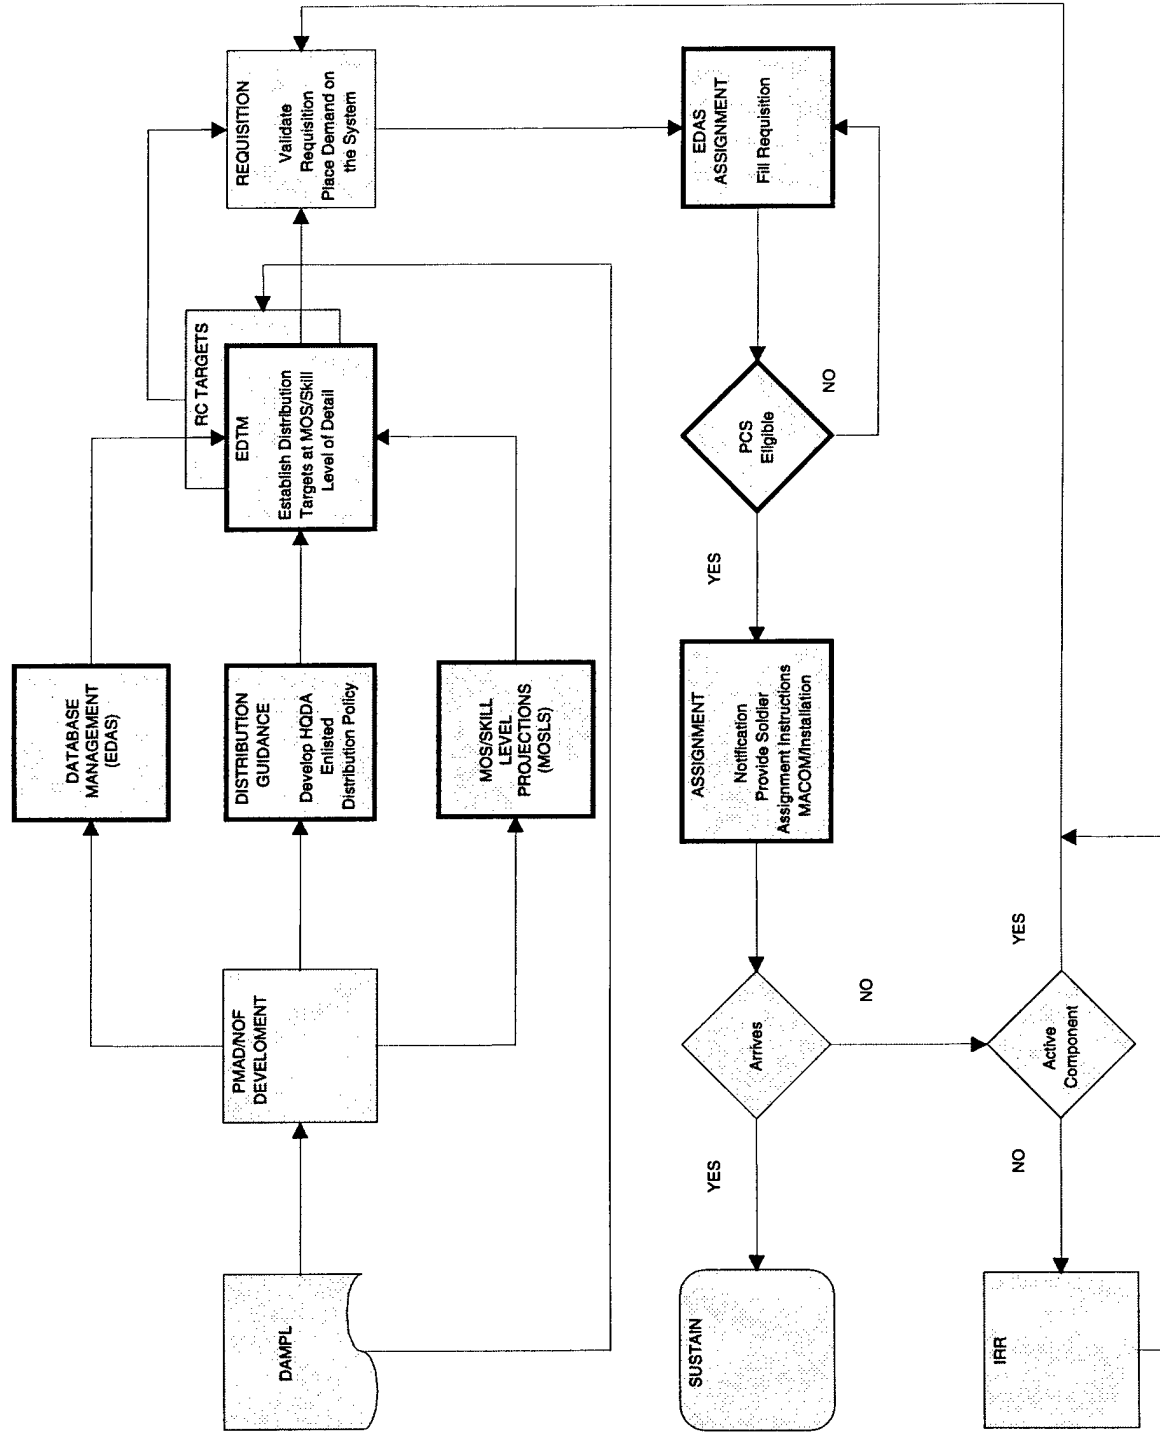 DAMPL
PMAD/NOF
DEVELOMENT
DATABASE
MANAGEMENT
(EDAS)
DISTRIBUTION
GUIDANCE
Develop HQDA
Enlisted
Distribution Policy
MOS/SKILL
LEVEL
PROJECTIONS
(MOSLS)
RC TARGETS
EDTM
Establish Distribution
Targets at MOS/Skill
Level of Detail
REQUISITION
Validate
Requisition
Place Demand on
the System
SUSTAIN
YES
Arrives
NO
ASSIGNMENT
Notification
Provide Soldier
Assignment Instructions
MACOM/Installation
YES
PCS
Eligible
NO
EDAS
ASSIGNMENT
Fill Requisition
IRR
NO
Active
Component
YES